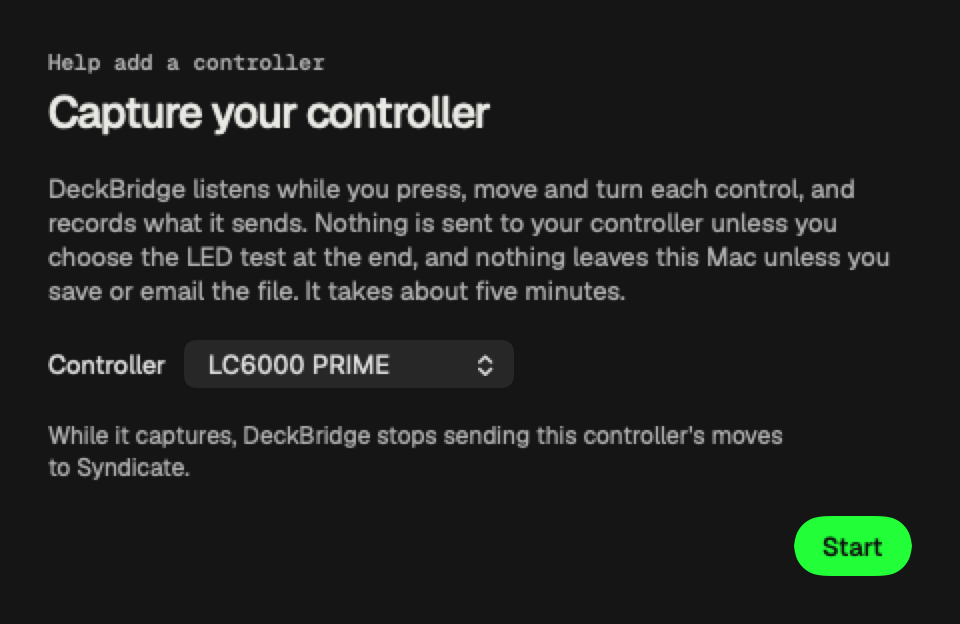 Help add a controller
Capture your controller
DeckBridge listens while you press, move and turn each control, and
records what it sends. Nothing is sent to your controller unless you
choose the LED test at the end, and nothing leaves this Mac unless you
save or email the file. It takes about five minutes.
Controller LC6000 PRIME
While it captures, DeckBridge stops sending this controller's moves
to Syndicate.
Start